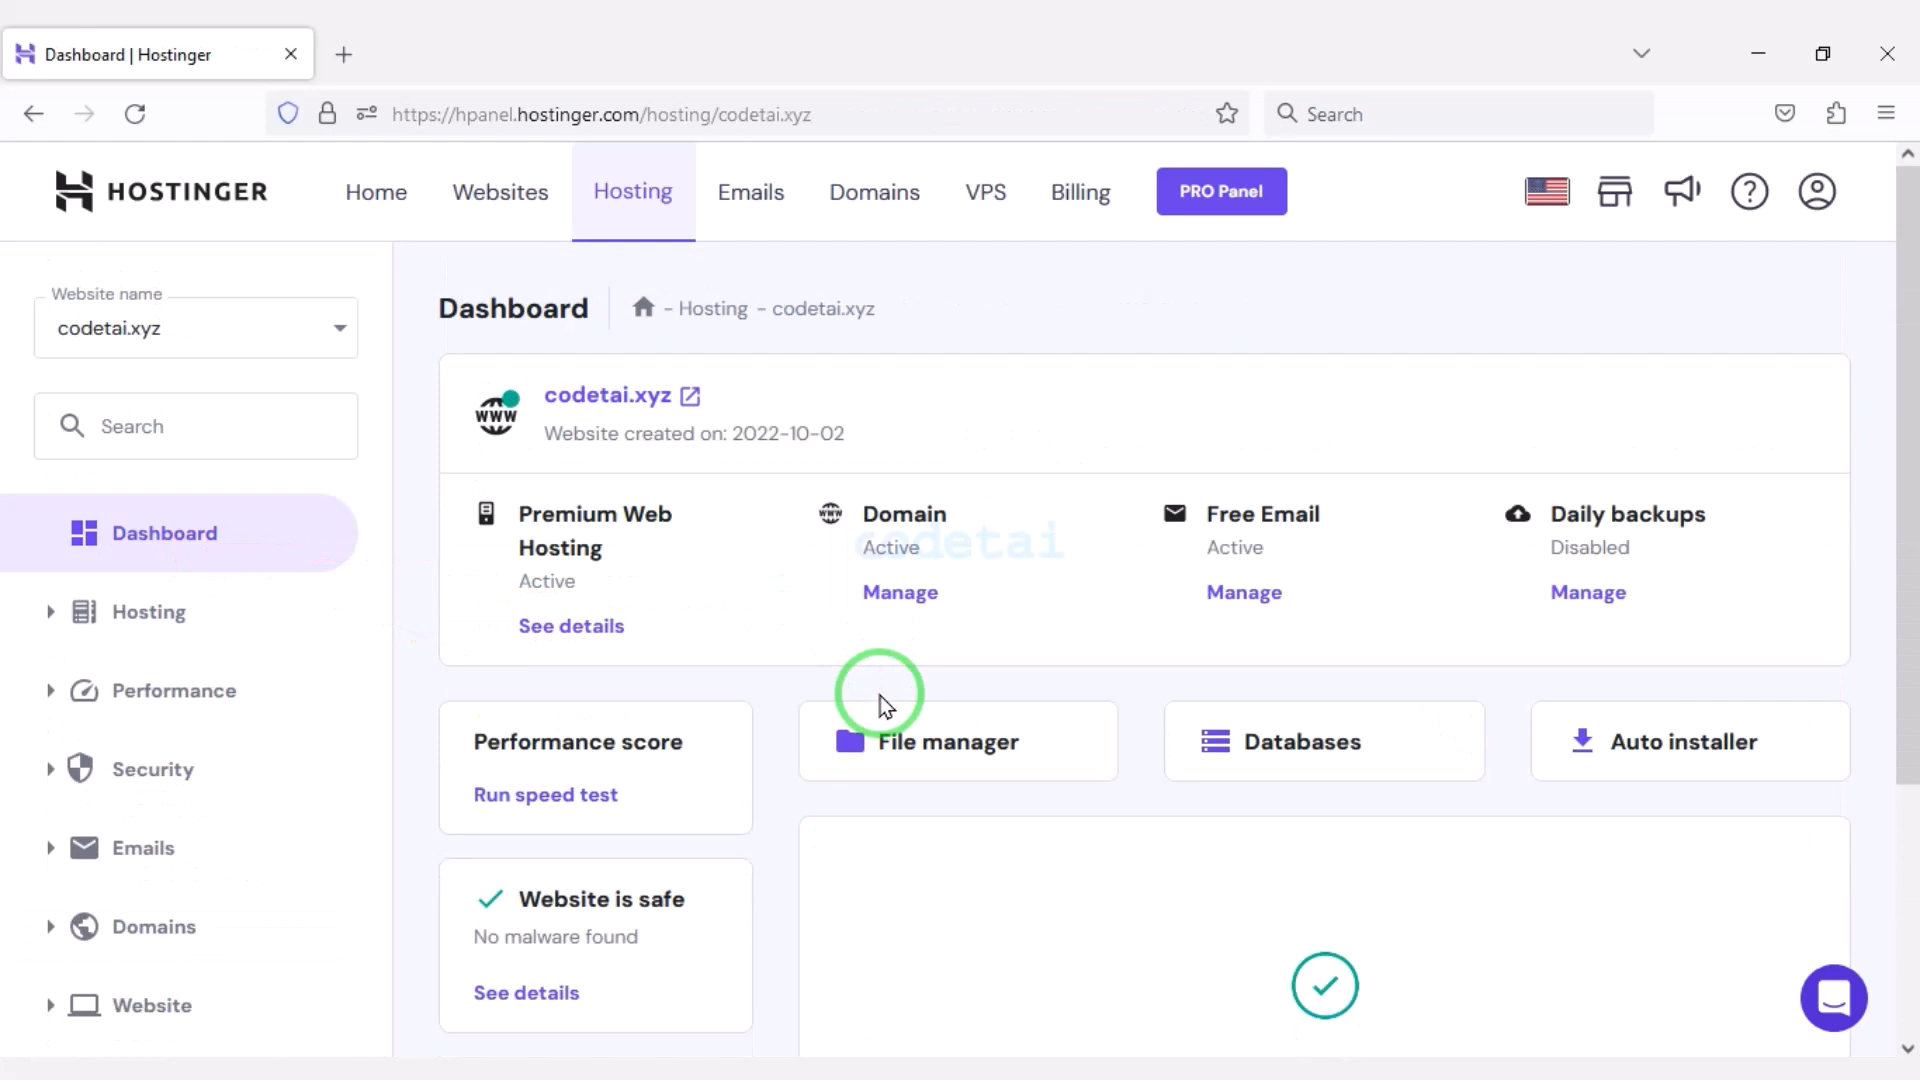 Dashboard | Hostinger
https://hpanel.hostinger.com/hosting/codetai.xyz
Search
HOSTINGER
Home
Websites
Hosting
Emails
Domains
VPS
Billing
PRO Panel
Website name
codetai.xyz
Search
Dashboard
Hosting
Performance
Security
Emails
Domains
Website
Dashboard
- Hosting - codetai.xyz
www
codetai.xyz
Website created on: 2022-10-02
Premium Web
Hosting
Active
See details
www
Domain
Active
Manage
codetai
Free Email
Active
Manage
Daily backups
Disabled
Manage
Performance score
Run speed test
File manager
Databases
Auto installer
Website is safe
No malware found
See details